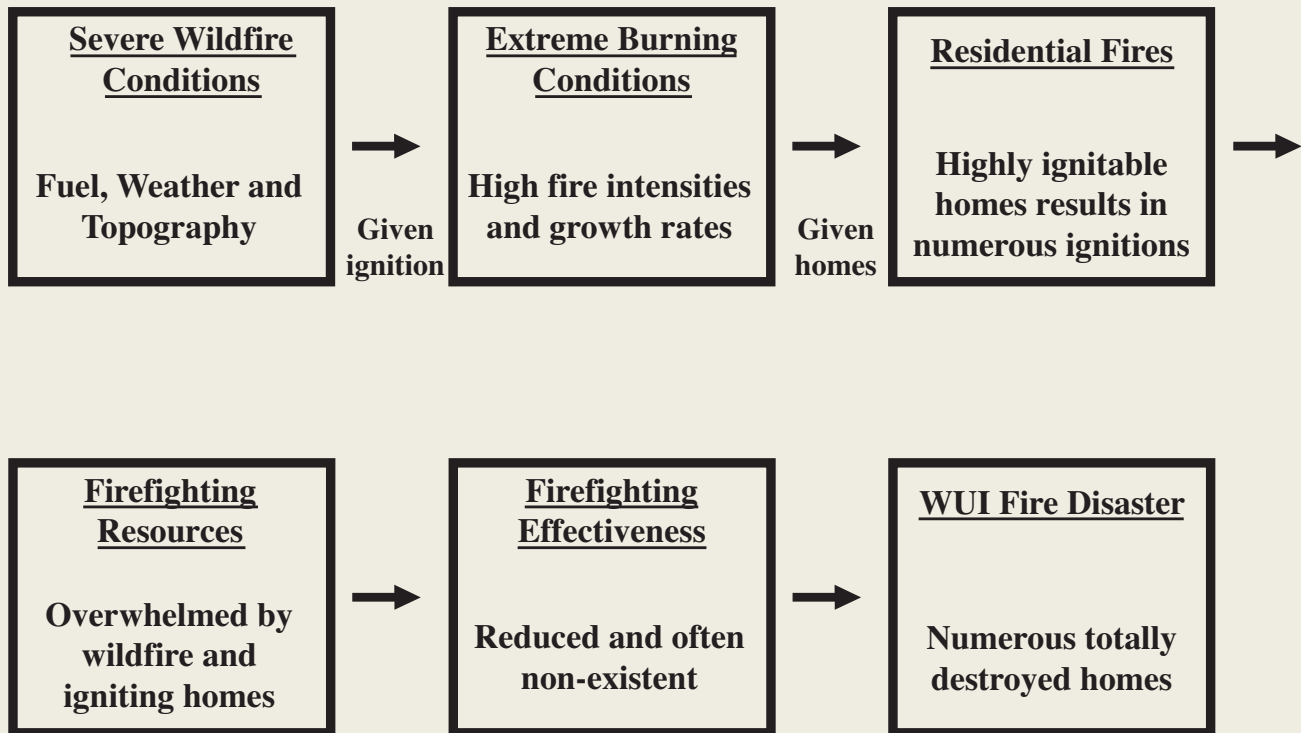 Severe Wildfire
Conditions
Fuel, Weather and
Topography
Given
ignition
Extreme Burning
Conditions
High fire intensities
and growth rates
Given
homes
Residential Fires
Highly ignitable
homes results in
numerous ignitions
Firefighting
Resources
Overwhelmed by
wildfire and
igniting homes
Firefighting
Effectiveness
Reduced and often
non-existent
WUI Fire Disaster
Numerous totally
destroyed homes